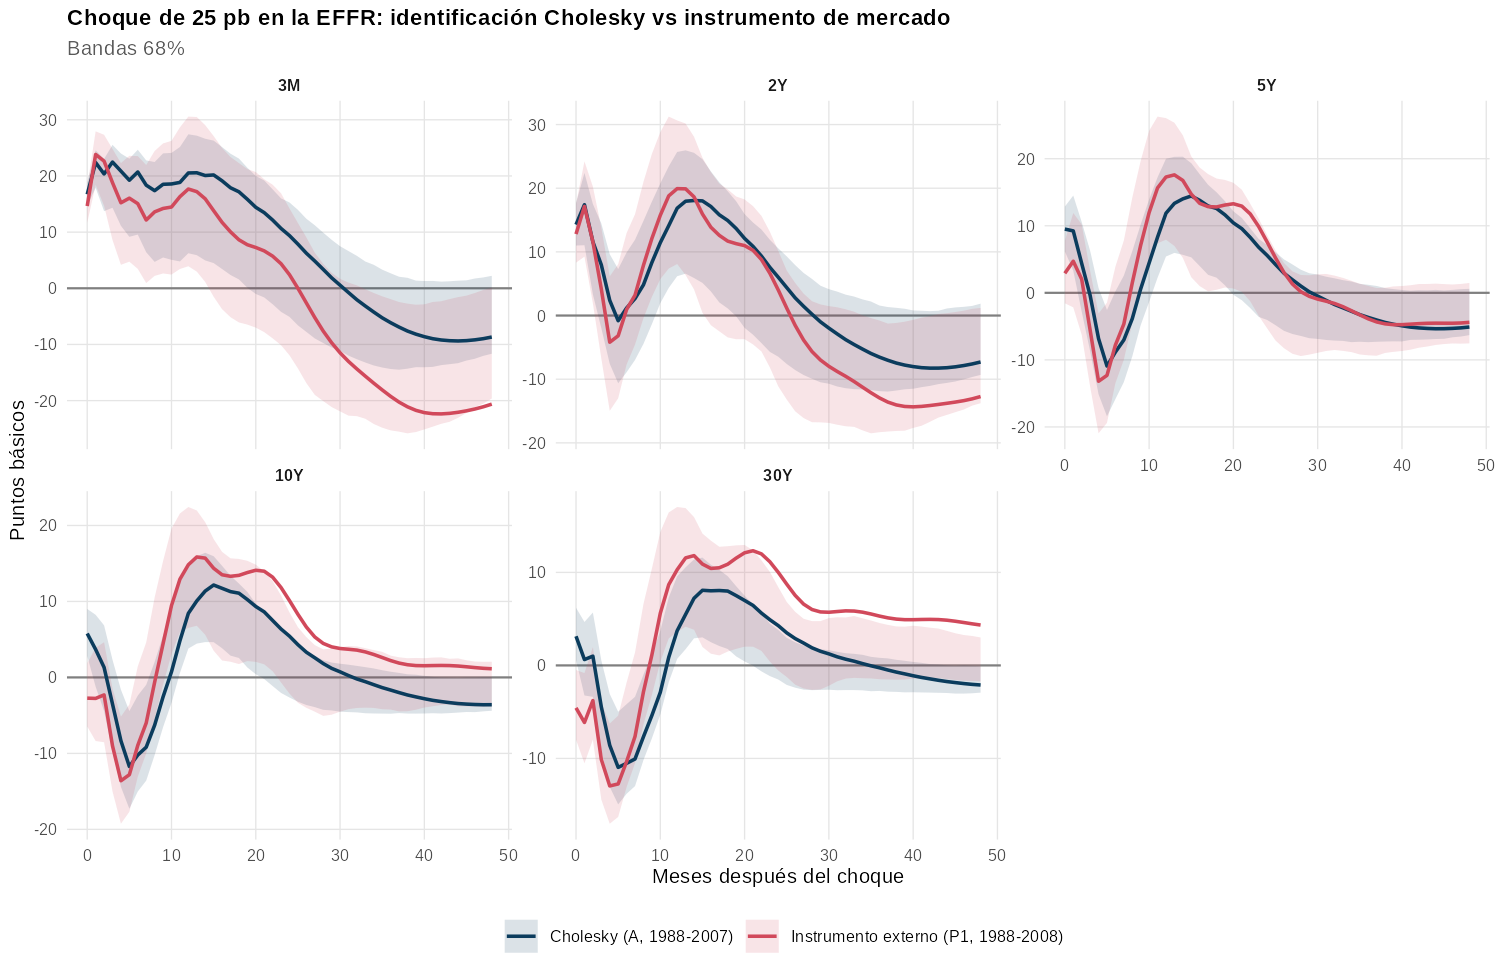 Choque de 25 pb en la EFFR: identificación Cholesky vs instrumento de mercado
Bandas 68%
3M
2Y
5Y
30
20
10
0
-10
-20
30
20
10
0
-10
-20
20
10
0
-10
-20
0 10 20 30 40 50
Puntos básicos
10Y
30Y
20
10
0
-10
-20
10
0
-10
0 10 20 30 40 50
0 10 20 30 40 50
Meses después del choque
Cholesky (A, 1988-2007)
Instrumento externo (P1, 1988-2008)